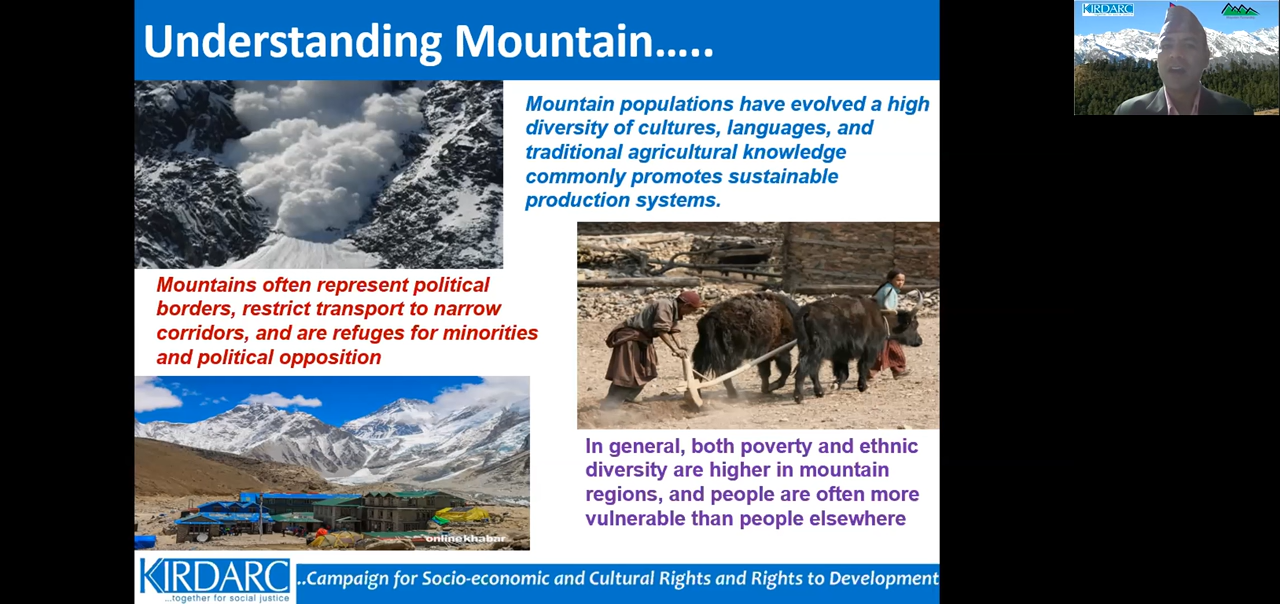 Understanding Mountain.....
Mountain populations have evolved a high
diversity of cultures, languages, and
traditional agricultural knowledge
commonly promotes sustainable
production systems.
Mountains often represent political
borders, restrict transport to narrow
corridors, and are refuges for minorities
and political opposition
onlinekhabar
In general, both poverty and ethnic
diversity are higher in mountain
regions, and people are often more
vulnerable than people elsewhere
KIRDARC
...together for social justice
..Campaign for Socio-economic and Cultural Rights and Rights to Development
KIRDARC